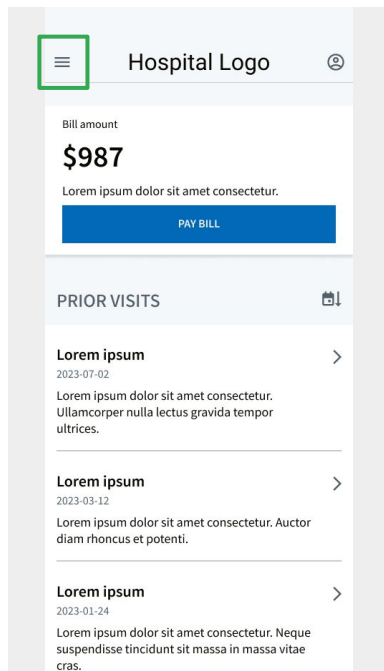 Hospital Logo
Bill amount
$987
Lorem ipsum dolor sit amet consectetur.
PAY BILL
PRIOR VISITS
Lorem ipsum
2023-07-02
Lorem ipsum dolor sit amet consectetur.
Ullamcorper nulla lectus gravida tempor
ultrices.
Lorem ipsum
2023-03-12
Lorem ipsum dolor sit amet consectetur. Auctor
diam rhoncus et potenti.
Lorem ipsum
2023-01-24
Lorem ipsum dolor sit amet consectetur. Neque
suspendisse tincidunt sit massa in massa vitae
cras.